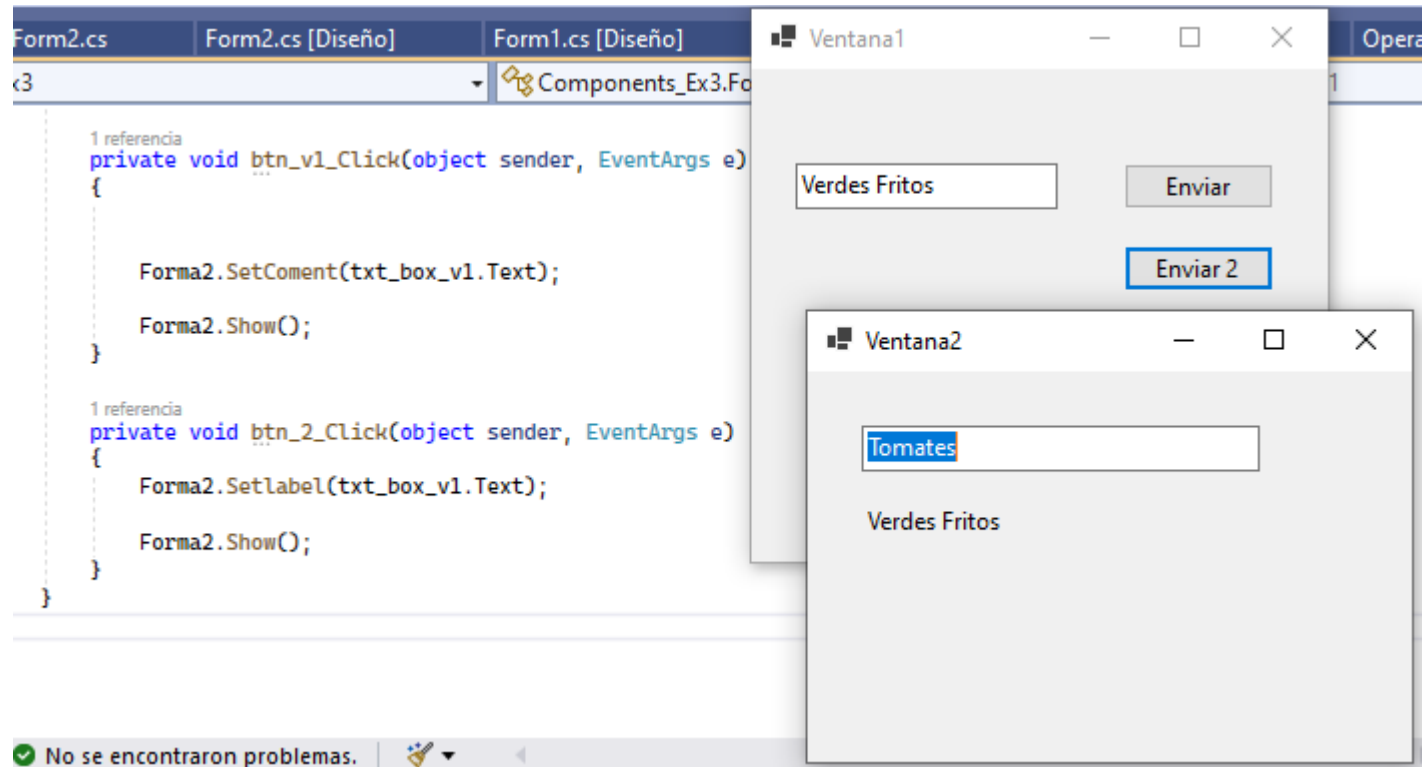 Form2.cs Form2.cs [Diseño] Form1.cs [Diseño] Opera
x3 Components_Ex3.Fo 1
1 referencia
private void btn_v1_Click(object sender, EventArgs e)
{
Forma2.SetComent(txt_box_v1.Text);
Forma2.Show();
}
1 referencia
private void btn_2_Click(object sender, EventArgs e)
{
Forma2.Setlabel(txt_box_v1.Text);
Forma2.Show();
}
}
No se encontraron problemas.
Ventana1
Verdes Fritos Enviar
Enviar 2
Ventana2
Tomates
Verdes Fritos